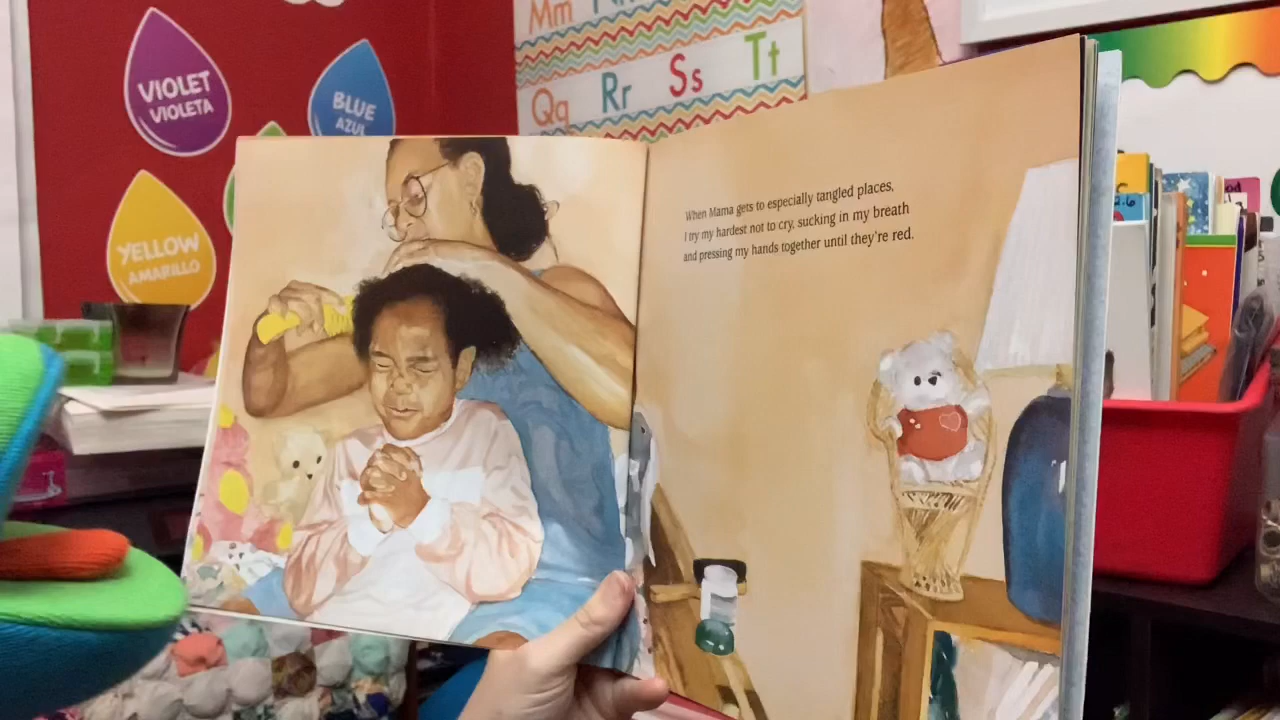 Mm
VIOLET
VIOLETA
BLUE
AZUL
Qq Rr Ss Tt
YELLOW
AMARILLO
When Mama gets to especially tangled places,
I try my hardest not to cry, sucking in my breath
and pressing my hands together until they're red.